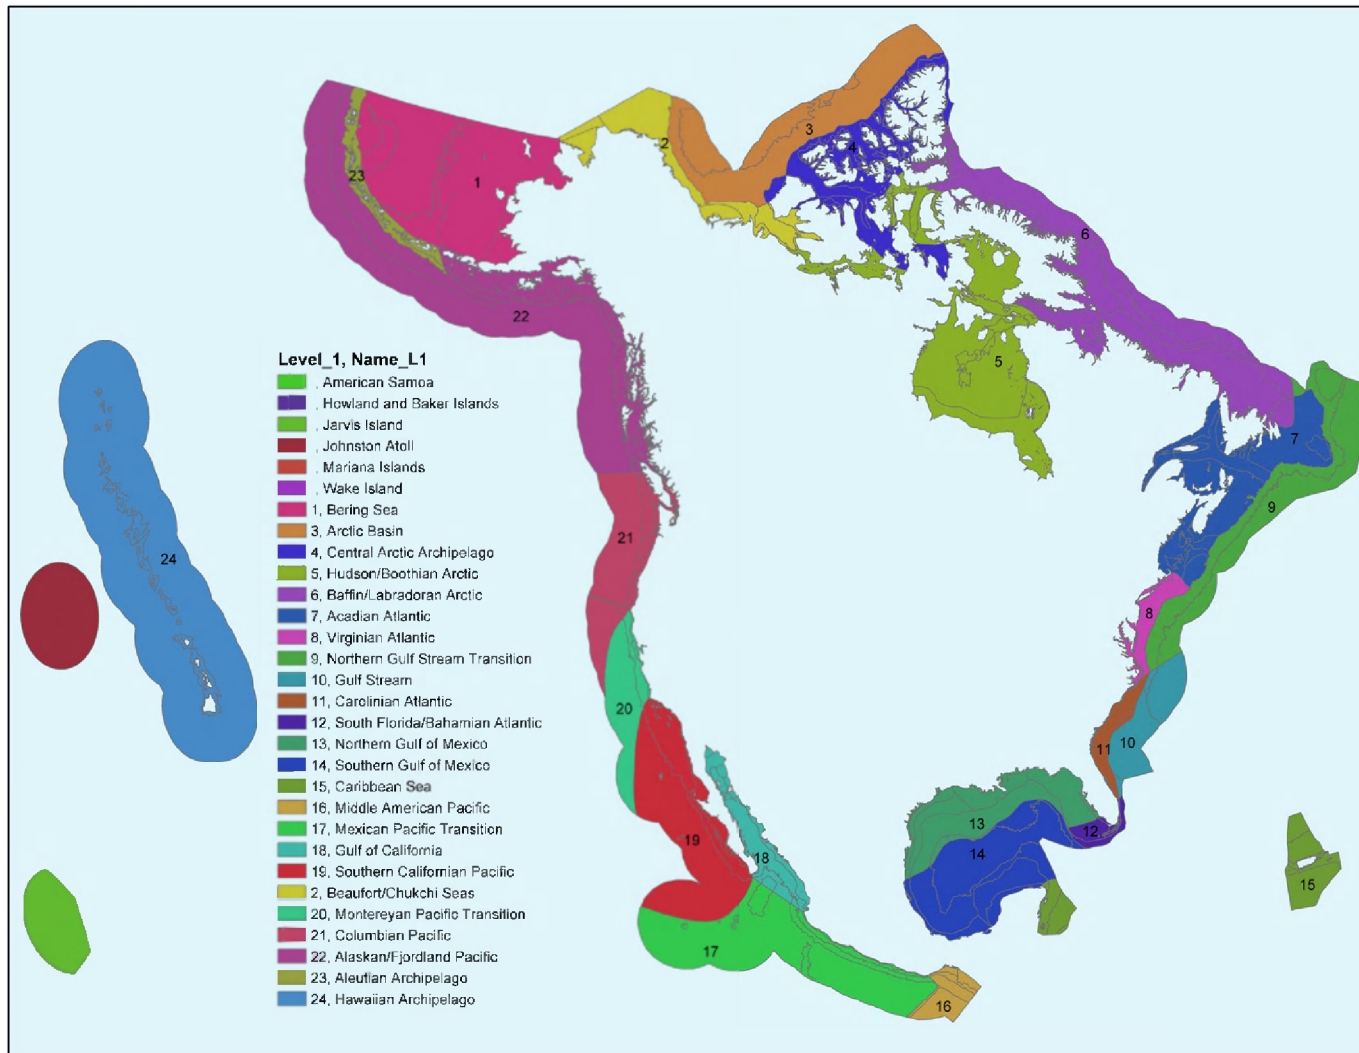 3
4
2
23
1
6
22
Level_1, Name_L1
, American Samoa
, Howland and Baker Islands
, Jarvis Island
, Johnston Atoll
, Mariana Islands
, Wake Island
1, Bering Sea
3, Arctic Basin
4, Central Arctic Archipelago
5, Hudson/Boothian Arctic
6, Baffin/Labradoran Arctic
7, Acadian Atlantic
8, Virginian Atlantic
9, Northern Gulf Stream Transition
10, Gulf Stream
11, Carolinian Atlantic
12, South Florida/Bahamian Atlantic
13, Northern Gulf of Mexico
14, Southern Gulf of Mexico
15, Caribbean Sea
16, Middle American Pacific
17, Mexican Pacific Transition
18, Gulf of California
19, Southern Californian Pacific
2, Beaufort/Chukchi Seas
20, Montereyan Pacific Transition
21, Columbian Pacific
22, Alaskan/Fjordland Pacific
23, Aleutian Archipelago
24, Hawaiian Archipelago
5
7
9
21
24
8
20
11
10
13
12
19
14
18
15
17
16